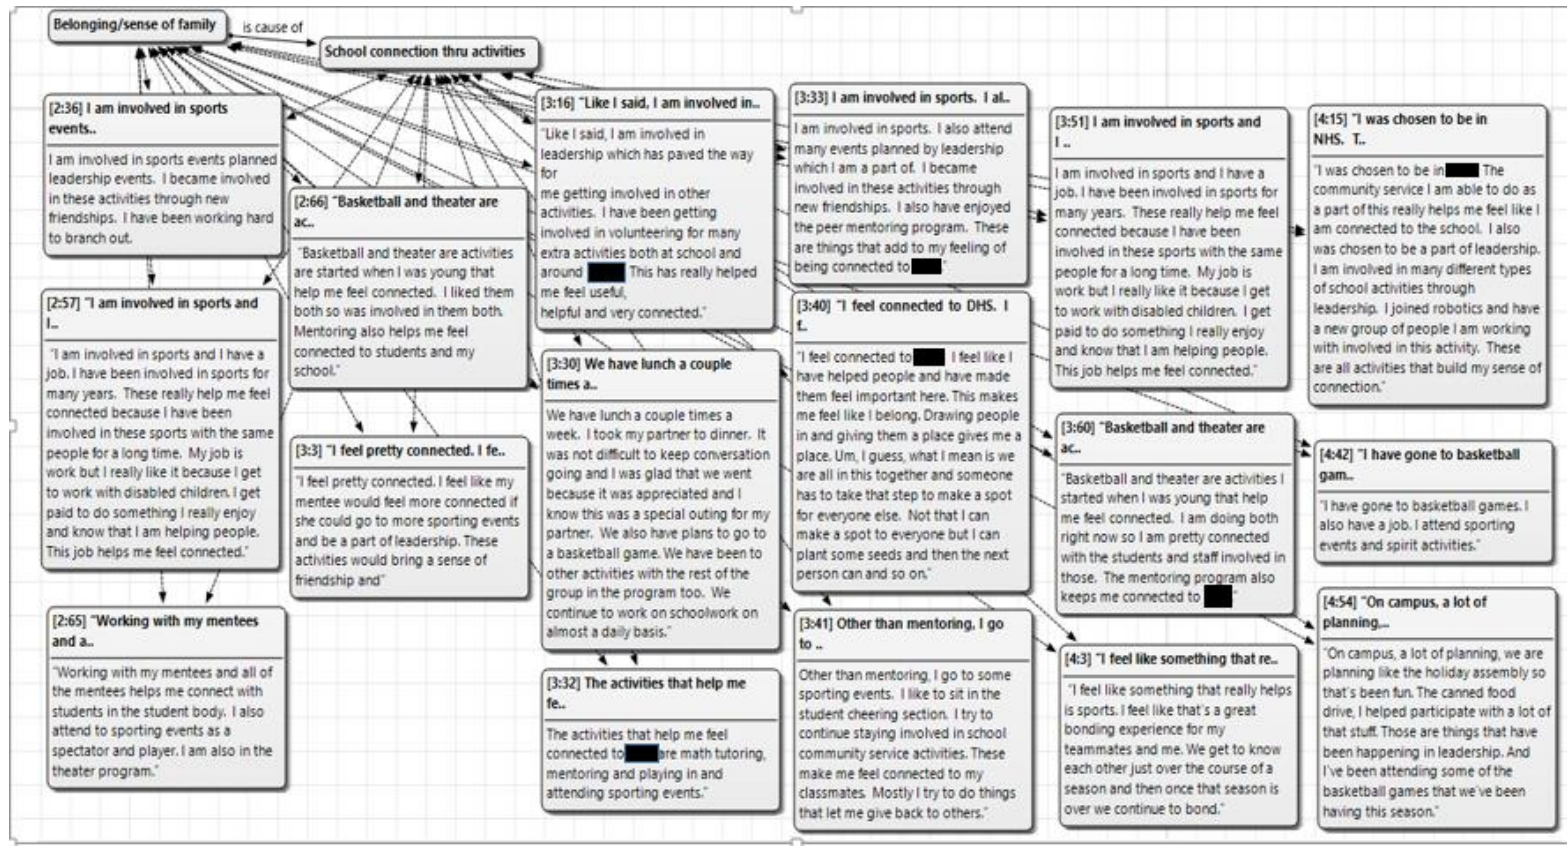 Belonging/sense of family
is cause of
School connection thru activities
[2:36] I am involved in sports
events..
I am involved in sports events planned
leadership events. I became involved
in these activities through new
friendships. I have been working hard
to branch out.
[2:57] "I am involved in sports and
I..
"I am involved in sports and I have a
job. I have been involved in sports for
many years. These really help me feel
connected because I have been
involved in these sports with the same
people for a long time. My job is
work but I really like it because I get
to work with disabled children. I get
paid to do something I really enjoy
and know that I am helping people.
This job helps me feel connected."
[2:65] "Working with my mentees
and a..
"Working with my mentees and all of
the mentees helps me connect with
students in the student body. I also
attend to sporting events as a
spectator and player. I am also in the
theater program."
[2:66] "Basketball and theater are
ac..
"Basketball and theater are activities
are started when I was young that
help me feel connected. I liked them
both so was involved in them both.
Mentoring also helps me feel
connected to students and my
school."
[3:3] "I feel pretty connected. I fe..
"I feel pretty connected. I feel like my
mentee would feel more connected if
she could go to more sporting events
and be a part of leadership. These
activities would bring a sense of
friendship and"
[3:16] "Like I said, I am involved in..
"Like I said, I am involved in
leadership which has paved the way
for
me getting involved in other
activities. I have been getting
involved in volunteering for many
extra activities both at school and
around This has really helped
me feel useful,
helpful and very connected."
[3:30] We have lunch a couple
times a..
We have lunch a couple times a
week. I took my partner to dinner. It
was not difficult to keep conversation
going and I was glad that we went
because it was appreciated and I
know this was a special outing for my
partner. We also have plans to go to
a basketball game. We have been to
other activities with the rest of the
group in the program too. We
continue to work on schoolwork on
almost a daily basis."
[3:32] The activities that help me
fe..
The activities that help me feel
connected to are math tutoring,
mentoring and playing in and
attending sporting events."
[3:33] I am involved in sports. I al..
I am involved in sports. I also attend
many events planned by leadership
which I am a part of. I became
involved in these activities through
new friendships. I also have enjoyed
the peer mentoring program. These
are things that add to my feeling of
being connected to "
[3:40] "I feel connected to DHS. I
f..
"I feel connected to I feel like I
have helped people and have made
them feel important here. This makes
me feel like I belong. Drawing people
in and giving them a place gives me a
place. Um, I guess, what I mean is we
are all in this together and someone
has to take that step to make a spot
for everyone else. Not that I can
make a spot to everyone but I can
plant some seeds and then the next
person can and so on."
[3:41] Other than mentoring, I go
to ..
Other than mentoring, I go to some
sporting events. I like to sit in the
student cheering section. I try to
continue staying involved in school
community service activities. These
make me feel connected to my
classmates. Mostly I try to do things
that let me give back to others."
[3:51] I am involved in sports and
I ..
I am involved in sports and I have a
job. I have been involved in sports for
many years. These really help me feel
connected because I have been
involved in these sports with the same
people for a long time. My job is
work but I really like it because I get
to work with disabled children. I get
paid to do something I really enjoy
and know that I am helping people.
This job helps me feel connected."
[3:60] "Basketball and theater are
ac..
"Basketball and theater are activities I
started when I was young that help
me feel connected. I am doing both
right now so I am pretty connected
with the students and staff involved in
those. The mentoring program also
keeps me connected to "
[4:3] "I feel like something that re..
"I feel like something that really helps
is sports. I feel like that's a great
bonding experience for my
teammates and me. We get to know
each other just over the course of a
season and then once that season is
over we continue to bond."
[4:15] "I was chosen to be in
NHS. T..
"I was chosen to be in The
community service I am able to do as
a part of this really helps me feel like I
am connected to the school. I also
was chosen to be a part of leadership.
I am involved in many different types
of school activities through
leadership. I joined robotics and have
a new group of people I am working
with involved in this activity. These
are all activities that build my sense of
connection."
[4:42] "I have gone to basketball
gam..
"I have gone to basketball games. I
also have a job. I attend sporting
events and spirit activities."
[4:54] "On campus, a lot of
planning,..
"On campus, a lot of planning, we are
planning like the holiday assembly so
that's been fun. The canned food
drive, I helped participate with a lot of
that stuff. Those are things that have
been happening in leadership. And
I've been attending some of the
basketball games that we've been
having this season."